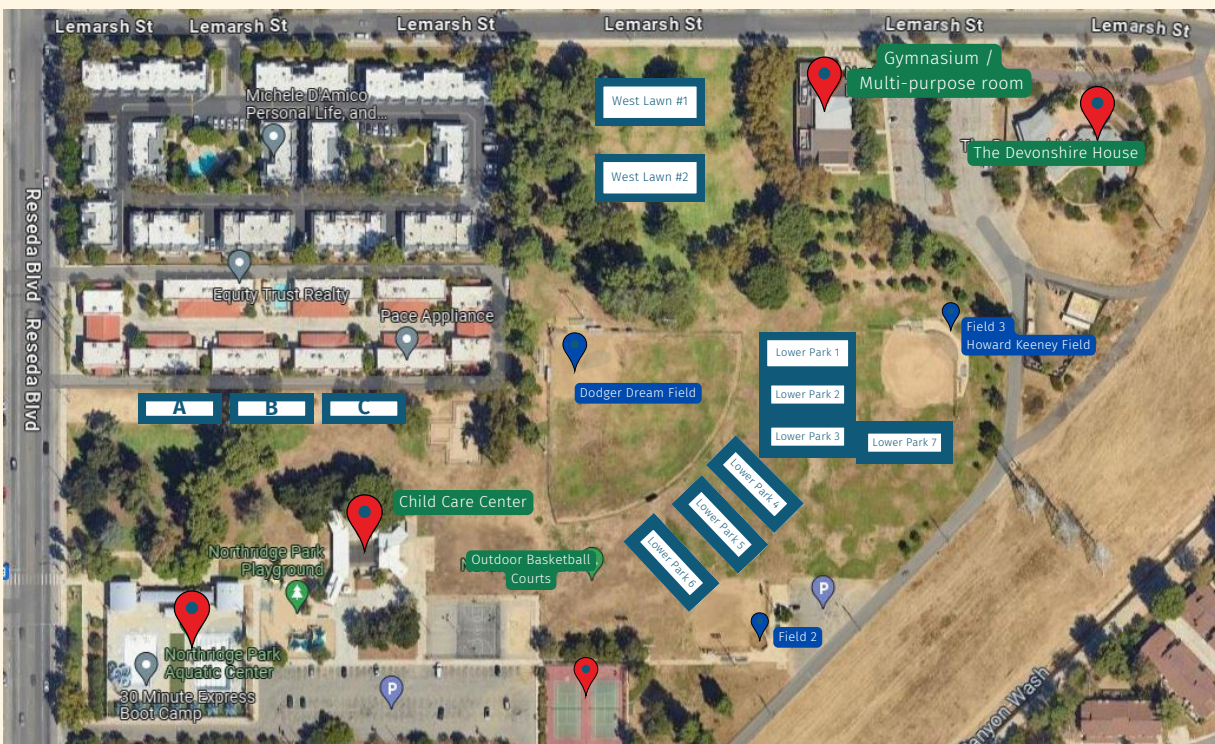 Lemarsh St
Lemarsh St
Lemarsh St
Lemarsh St
Lemarsh St
Lemarsh St
Gymnasium /
Multi-purpose room
Michele D'Amico
Personal Life, and...
West Lawn #1
The Devonshire House
West Lawn #2
Reseda Blvd
Reseda Blvd
Equity Trust Realty
Pace Appliance
Field 3
Howard Keeney Field
Lower Park 1
Dodger Dream Field
Lower Park 2
A
B
C
Lower Park 3
Lower Park 7
Lower Park 4
Lower Park 5
Lower Park 6
Child Care Center
Northridge Park
Playground
Outdoor Basketball
Courts
P
Field 2
Northridge Park
Aquatic Center
30 Minute Express
Boot Camp
P
anyon Wash